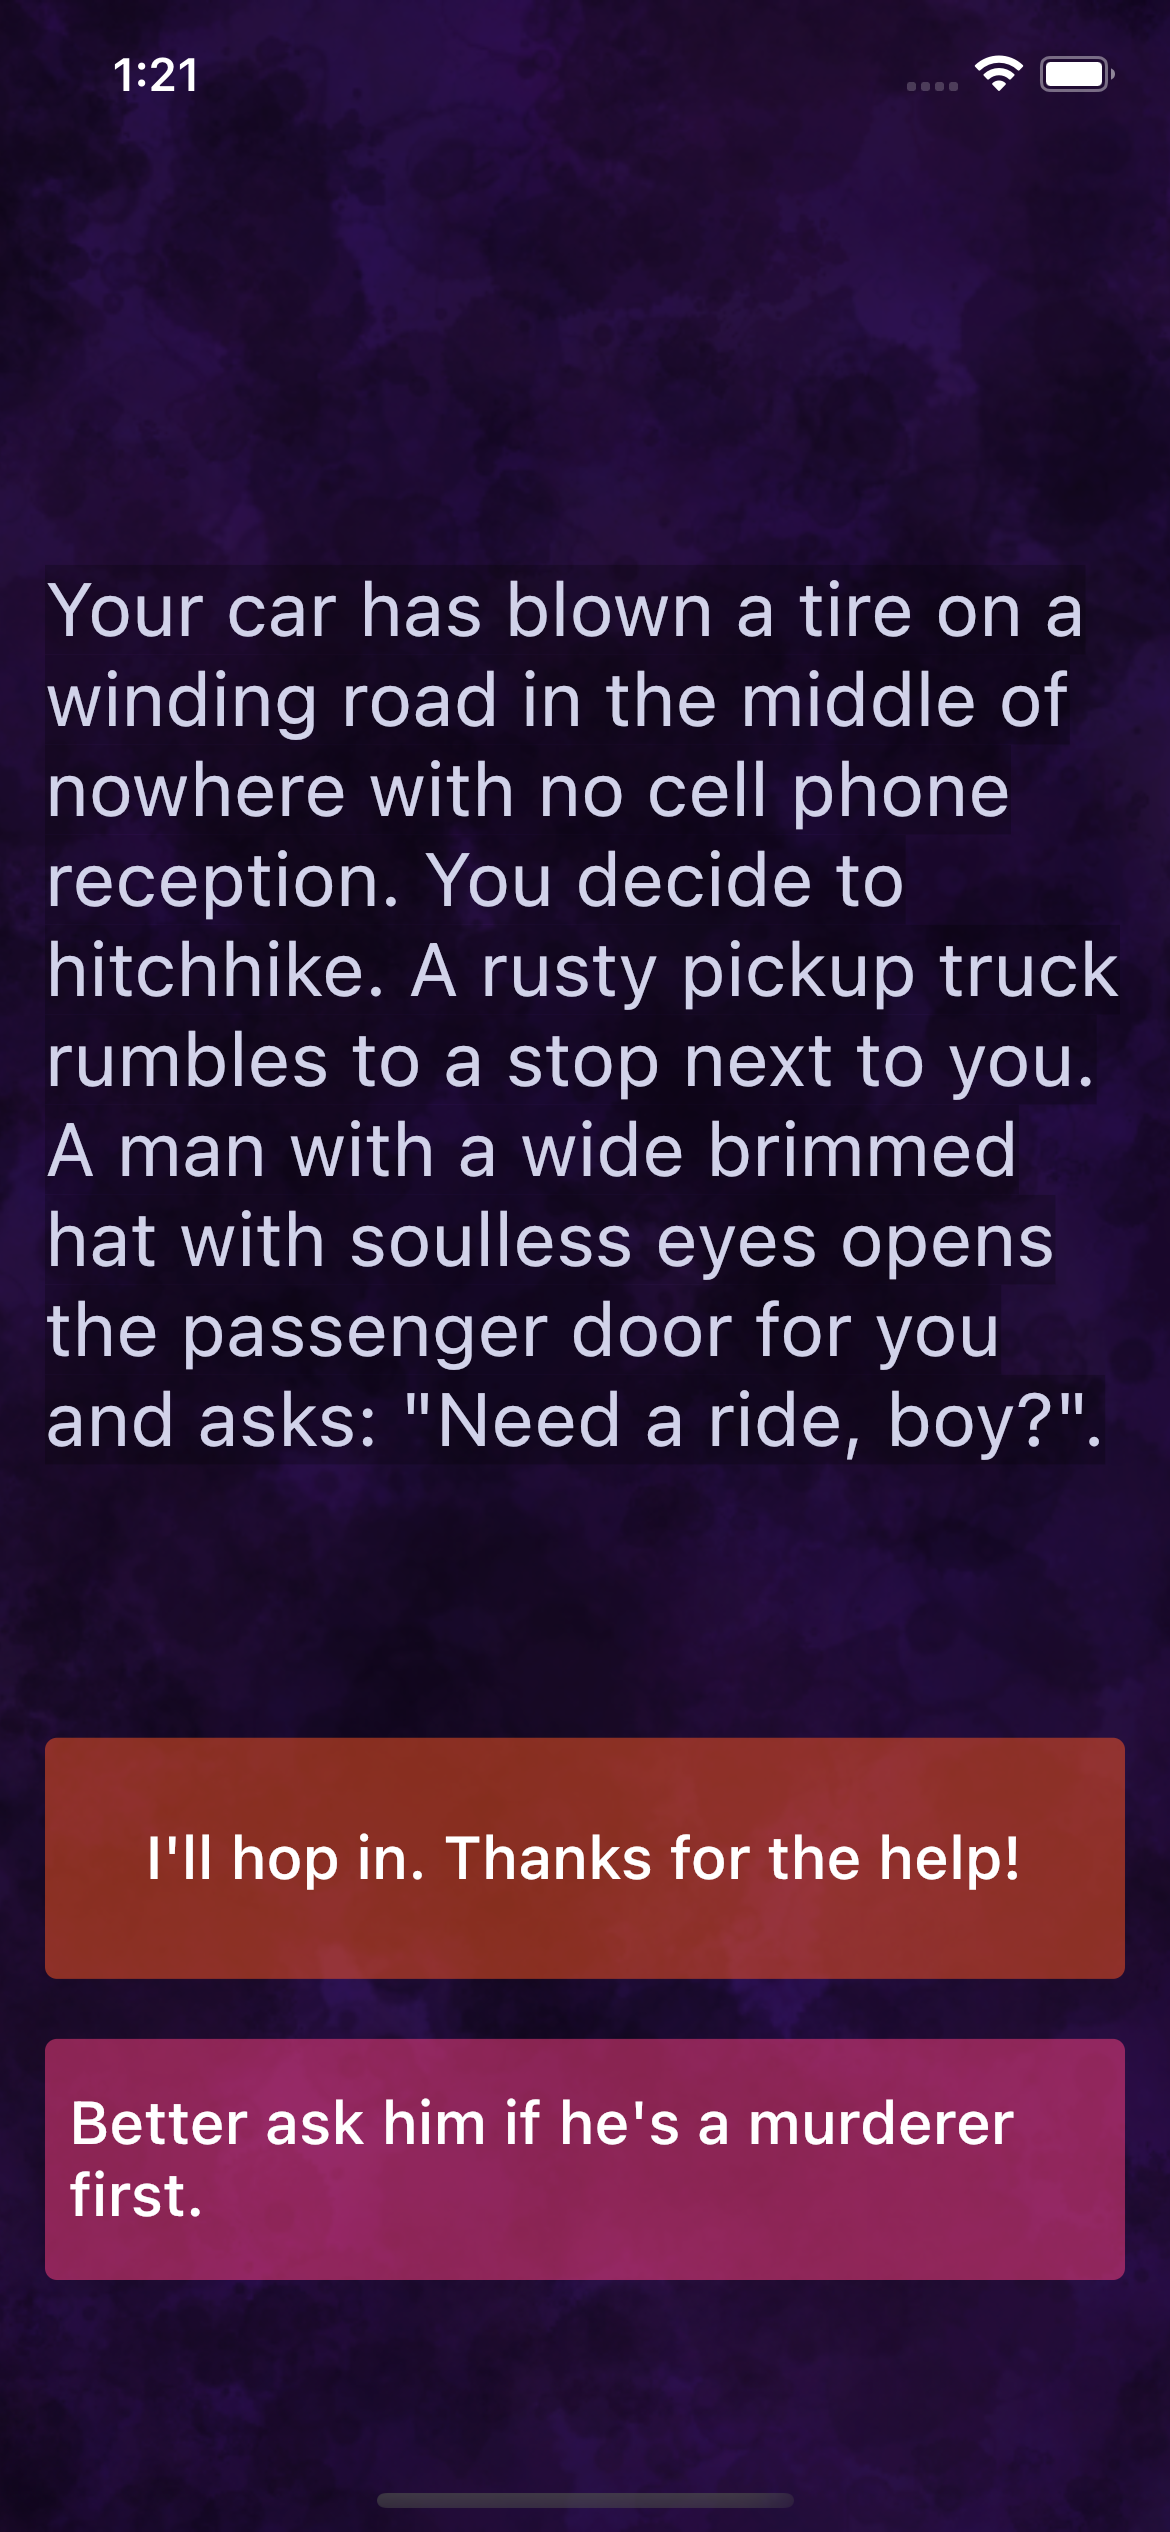 1:21
Your car has blown a tire on a
winding road in the middle of
nowhere with no cell phone
reception. You decide to
hitchhike. A rusty pickup truck
rumbles to a stop next to you.
A man with a wide brimmed
hat with soulless eyes opens
the passenger door for you
and asks: "Need a ride, boy?".
I'll hop in. Thanks for the help!
Better ask him if he's a murderer
first.